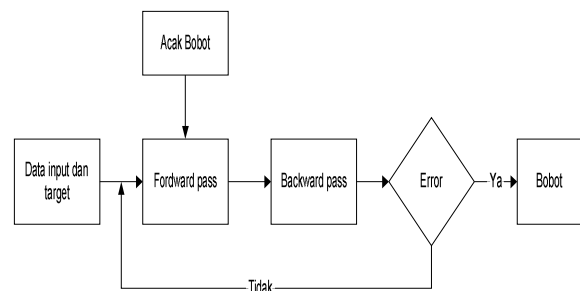 Acak Bobot
Data input dan
target
Fordward pass
Backward pass
Error
Ya
Bobot
Tidak